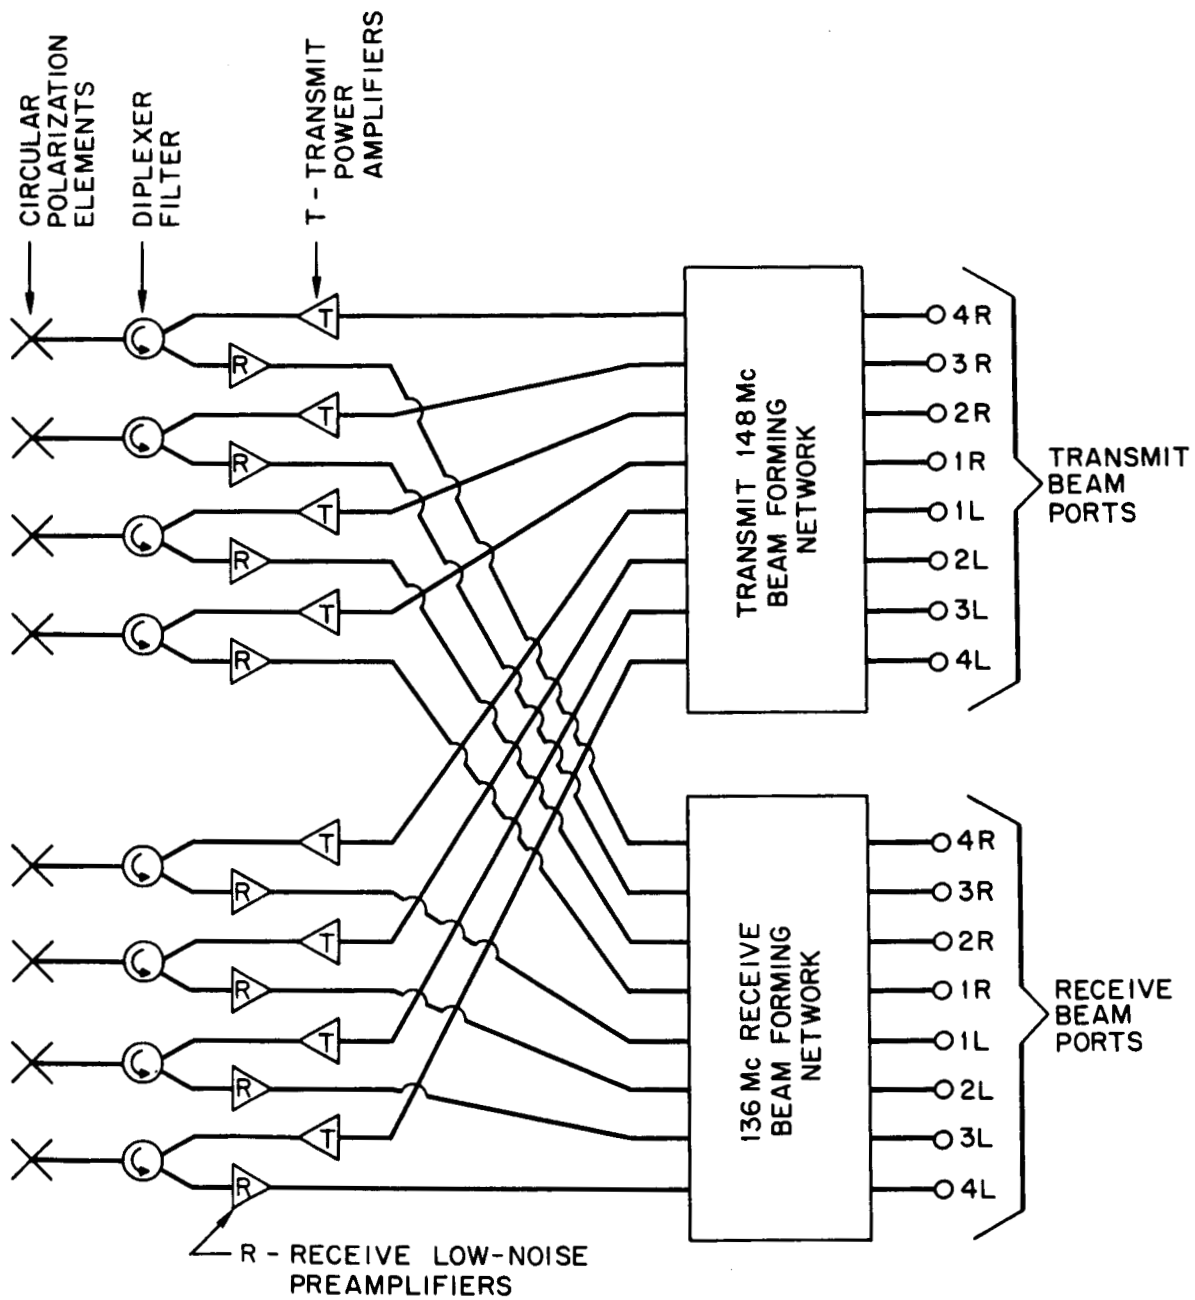 CIRCULAR
POLARIZATION
ELEMENTS
DIPLEXER
FILTER
T - TRANSMIT
POWER
AMPLIFIERS
T
R
T
R
T
R
T
R
T
R
T
R
T
R
T
R
TRANSMIT 148 Mc
BEAM FORMING
NETWORK
4R
3R
2R
1R
1L
2L
3L
4L
TRANSMIT
BEAM
PORTS
136 Mc RECEIVE
BEAM FORMING
NETWORK
4R
3R
2R
1R
1L
2L
3L
4L
RECEIVE
BEAM
PORTS
R - RECEIVE LOW-NOISE
PREAMPLIFIERS